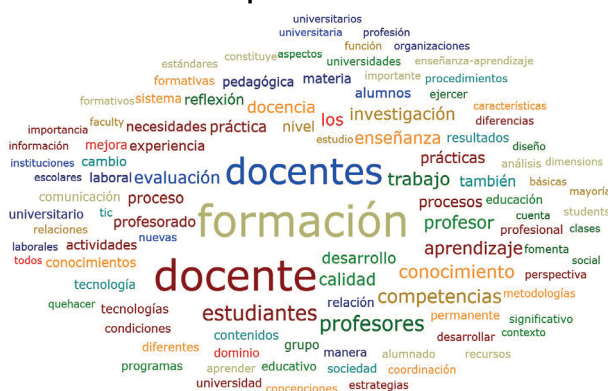 universitarios
universitaria profesión
función organizaciones
constituye aspectos universidades enseñanza-aprendizaje
estándares
formativas pedagógica materia importante procedimientos
alumnos ejercer
formativos sistema reflexión docencia características
faculty necesidades práctica nivel los investigación diferencias
importancia estudio enseñanza resultados
información mejora experiencia diseño
instituciones cambio prácticas análisis dimensions
escolares laboral evaluación docentes trabajo también básicas
mayoría
comunicación proceso procesos educación
universitario tic formación profesor cuenta students
relaciones profesorado profesional clases
nuevas
laborales actividades aprendizaje fomenta
todos conocimientos desarrollo social
docente calidad conocimiento perspectiva
tecnología
quehacer tecnologías relación competencias metodologías
estudiantes permanente significativo
condiciones profesores contexto
contenidos desarrollar
diferentes dominio grupo manera alumnado recursos
programas aprender educativo sociedad coordinación
universidad concepciones estrategias